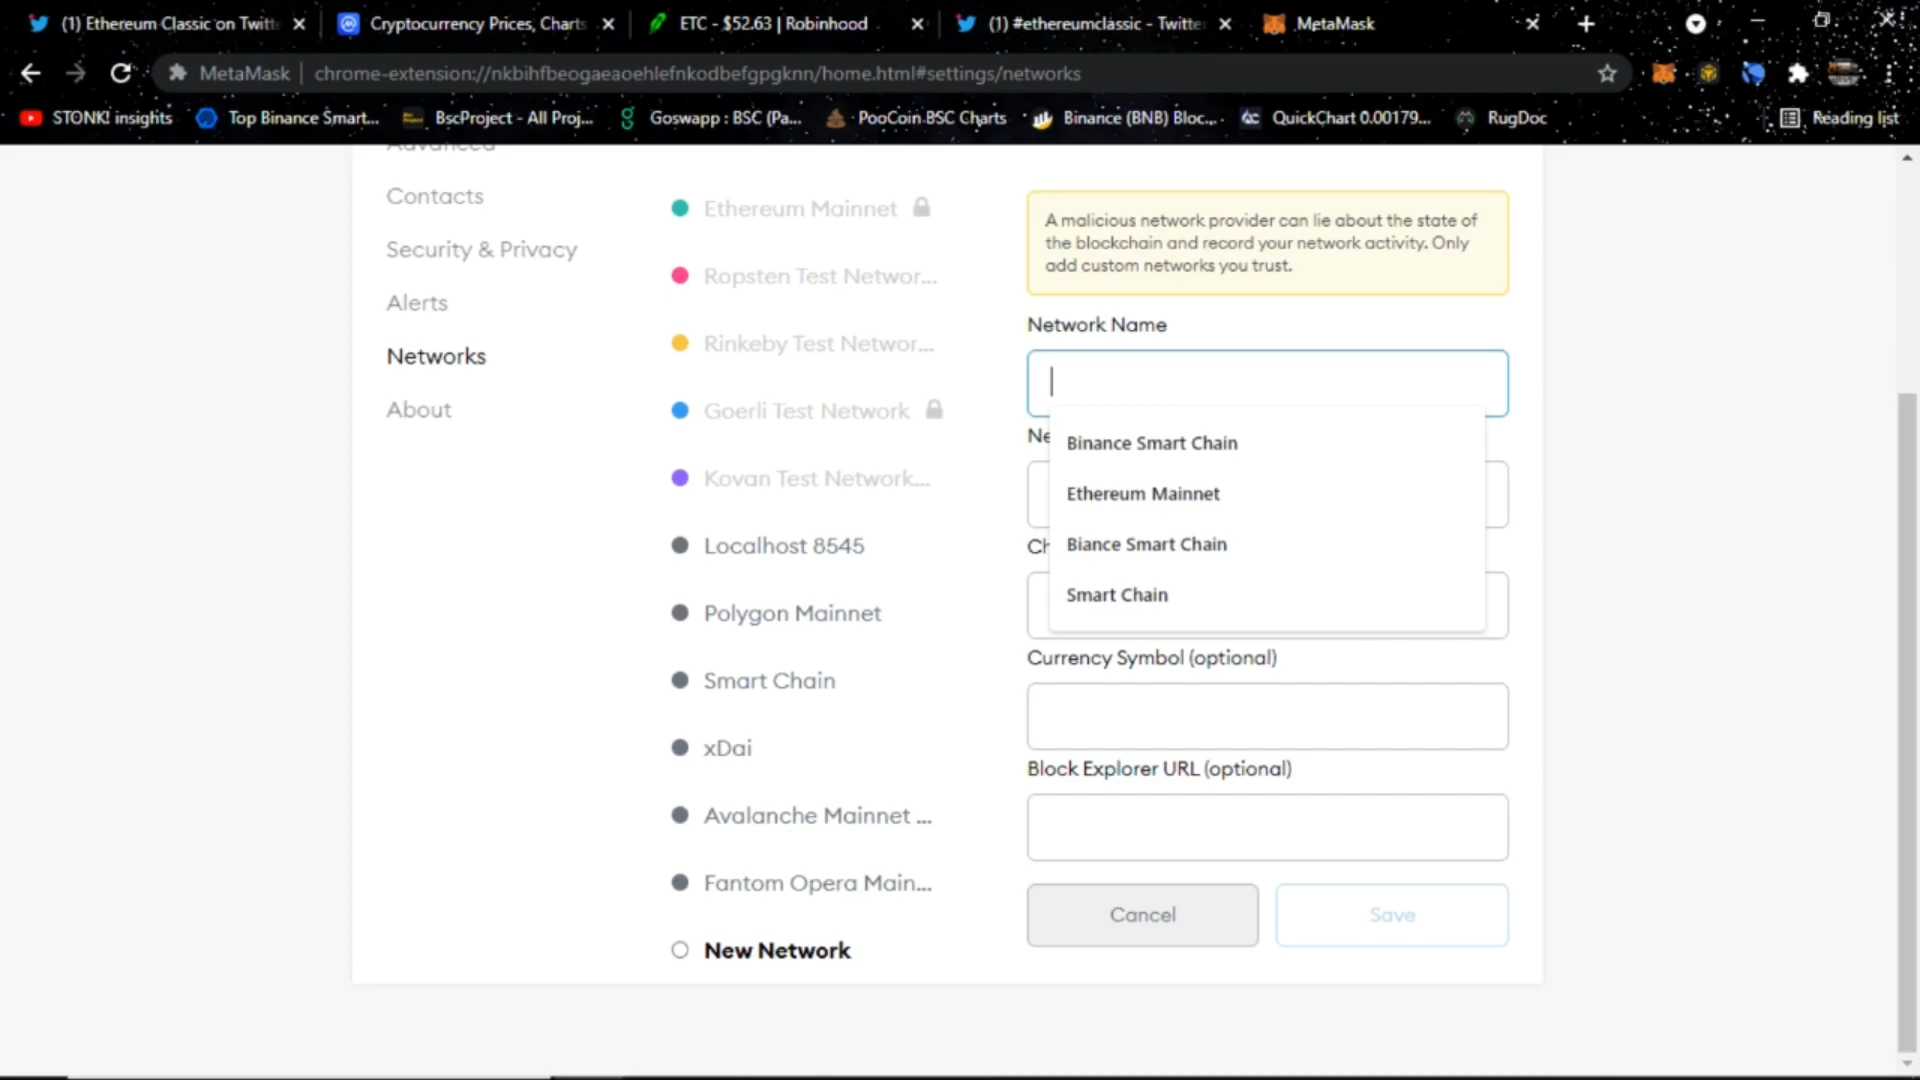 (1) Ethereum Classic on Twitte
Cryptocurrency Prices, Charts
ETC - $52.63 | Robinhood
(1) #ethereumclassic - Twitte
MetaMask
MetaMask
chrome-extension://nkbihfbeogaeaoehlefnkodbefgpgknn/home.html#settings/networks
STONK! insights
Top Binance Smart...
BscProject - All Proj...
Goswapp : BSC (Pa...
PooCoin BSC Charts
Binance (BNB) Bloc...
QuickChart 0.00179...
RugDoc
Reading list
Advanced
Contacts
Security & Privacy
Alerts
Networks
About
Ethereum Mainnet
Ropsten Test Networ...
Rinkeby Test Networ...
Goerli Test Network
Kovan Test Network...
Localhost 8545
Polygon Mainnet
Smart Chain
xDai
Avalanche Mainnet ...
Fantom Opera Main...
New Network
A malicious network provider can lie about the state of
the blockchain and record your network activity. Only
add custom networks you trust.
Network Name
Ne
Binance Smart Chain
Ethereum Mainnet
Ch
Biance Smart Chain
Smart Chain
Currency Symbol (optional)
Block Explorer URL (optional)
Cancel
Save